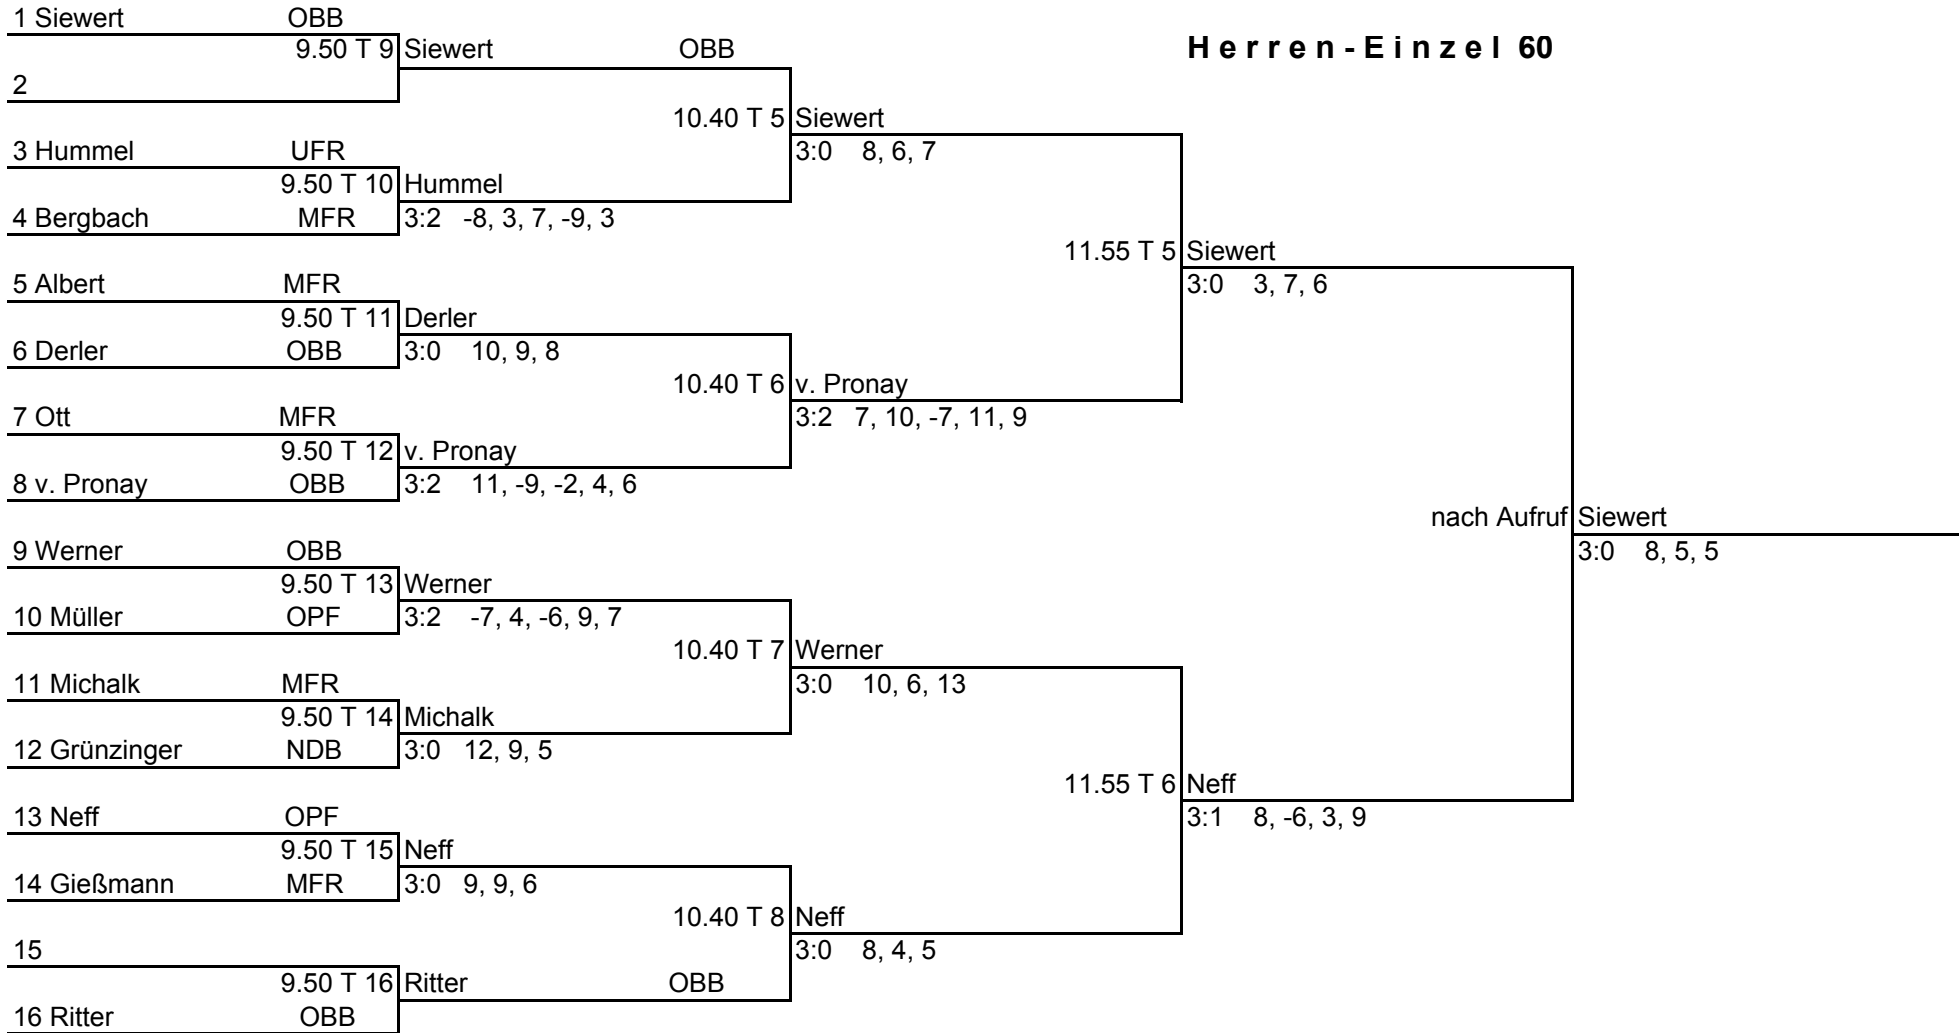 1 Siewert OBB
9.50 T 9 Siewert OBB H e r r e n - E i n z e l 60
2
10.40 T 5 Siewert
3 Hummel UFR 3:0 8, 6, 7
9.50 T 10 Hummel
4 Bergbach MFR 3:2 -8, 3, 7, -9, 3
11.55 T 5 Siewert
5 Albert MFR 3:0 3, 7, 6
9.50 T 11 Derler
6 Derler OBB 3:0 10, 9, 8
10.40 T 6 v. Pronay
7 Ott MFR 3:2 7, 10, -7, 11, 9
9.50 T 12 v. Pronay
8 v. Pronay OBB 3:2 11, -9, -2, 4, 6
nach Aufruf Siewert
9 Werner OBB 3:0 8, 5, 5
9.50 T 13 Werner
10 Müller OPF 3:2 -7, 4, -6, 9, 7
10.40 T 7 Werner
11 Michalk MFR 3:0 10, 6, 13
9.50 T 14 Michalk
12 Grünzinger NDB 3:0 12, 9, 5
11.55 T 6 Neff
13 Neff OPF 3:1 8, -6, 3, 9
9.50 T 15 Neff
14 Gießmann MFR 3:0 9, 9, 6
10.40 T 8 Neff
15 3:0 8, 4, 5
9.50 T 16 Ritter OBB
16 Ritter OBB